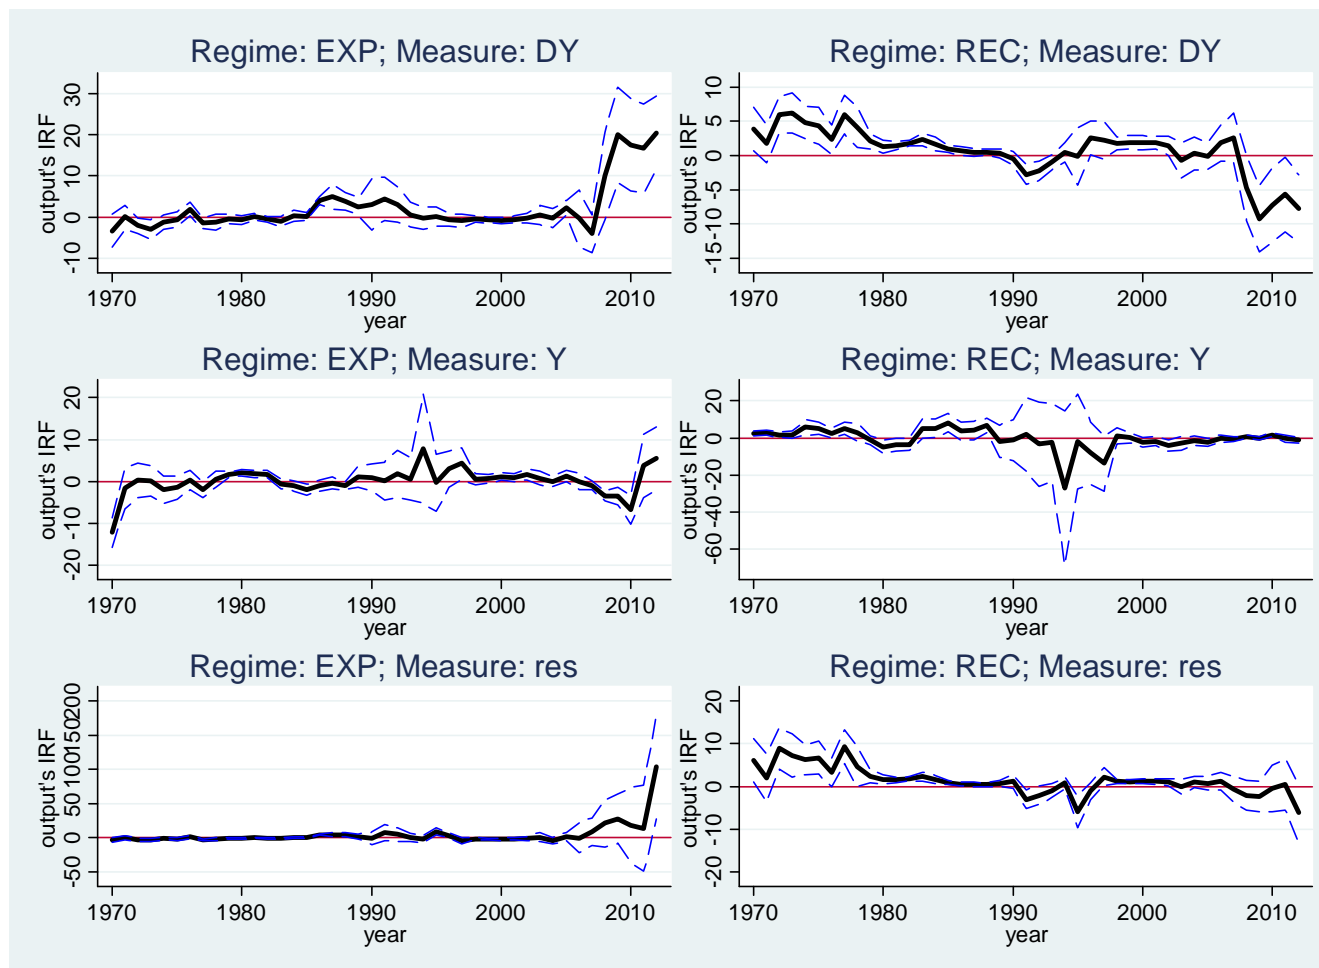 Regime: EXP; Measure: DY
output's IRF
30
20
10
0
-10
1970 1980 1990 2000 2010
year
Regime: REC; Measure: DY
output's IRF
10
5
0
-5
-10
-15
1970 1980 1990 2000 2010
year
Regime: EXP; Measure: Y
output's IRF
20
10
0
-10
-20
1970 1980 1990 2000 2010
year
Regime: REC; Measure: Y
output's IRF
20
0
-20
-40
-60
1970 1980 1990 2000 2010
year
Regime: EXP; Measure: res
output's IRF
200
150
100
50
0
-50
1970 1980 1990 2000 2010
year
Regime: REC; Measure: res
output's IRF
20
10
0
-10
-20
1970 1980 1990 2000 2010
year